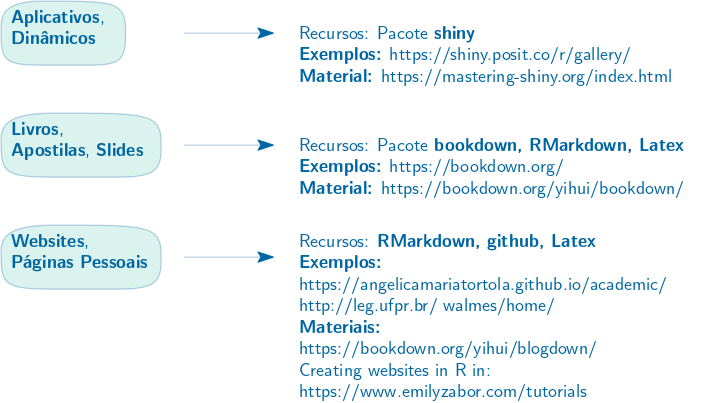 Aplicativos,
Dinâmicos
Recursos: Pacote shiny
Exemplos: https://shiny.posit.co/r/gallery/
Material: https://mastering-shiny.org/index.html
Livros,
Apostilas, Slides
Recursos: Pacote bookdown, RMarkdown, Latex
Exemplos: https://bookdown.org/
Material: https://bookdown.org/yihui/bookdown/
Websites,
Páginas Pessoais
Recursos: RMarkdown, github, Latex
Exemplos:
https://angelicamariatortola.github.io/academic/
http://leg.ufpr.br/ walmes/home/
Materiais:
https://bookdown.org/yihui/blogdown/
Creating websites in R in:
https://www.emilyzabor.com/tutorials